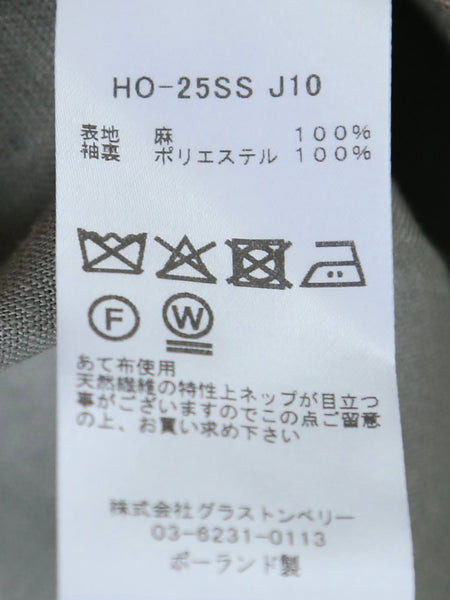 HO-25SS J10
表地 麻 100%
袖裏 ポリエステル 100%
F W
あて布使用
天然繊維の特性上ネップが目立つ
事がございますのでこの点ご留意
の上、お買い求め下さい
株式会社グラストンベリー
03-6231-0113
ポーランド製